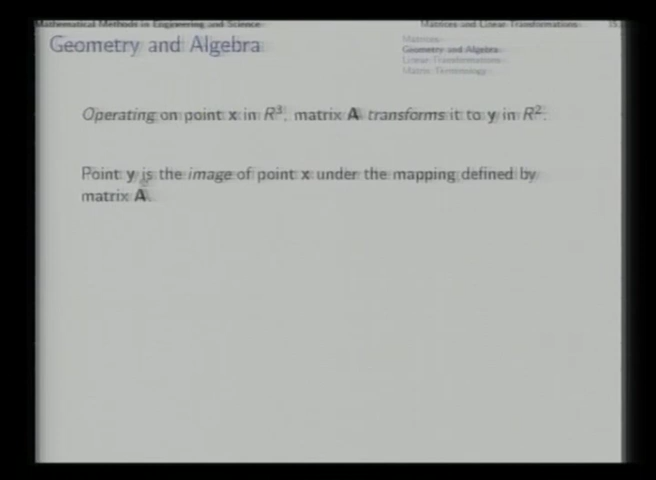 Mathematical Methods in Engineering and Science
Matrices and Linear Transformations
Geometry and Algebra
Matrices
Geometry and Algebra
Linear Transformations
Matrix Terminology
Operating on point x in R³, matrix A transforms it to y in R².
Point y is the image of point x under the mapping defined by
matrix A.